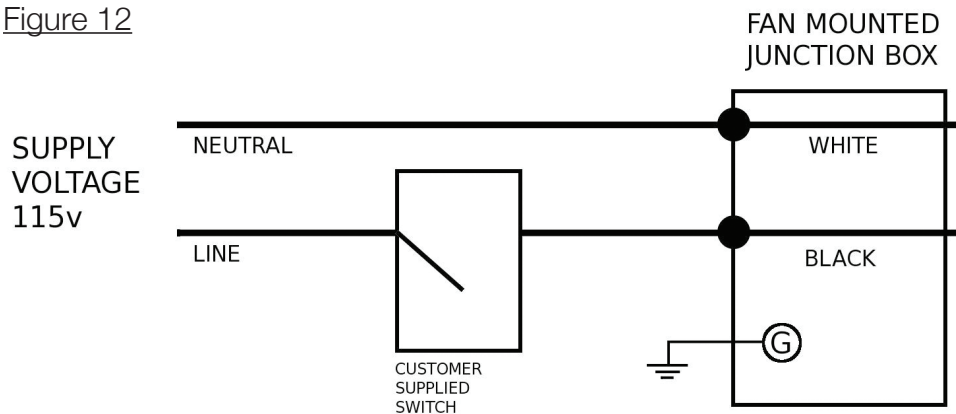 Figure 12
FAN MOUNTED
JUNCTION BOX
SUPPLY
VOLTAGE
115v
NEUTRAL
WHITE
LINE
BLACK
G
CUSTOMER
SUPPLIED
SWITCH